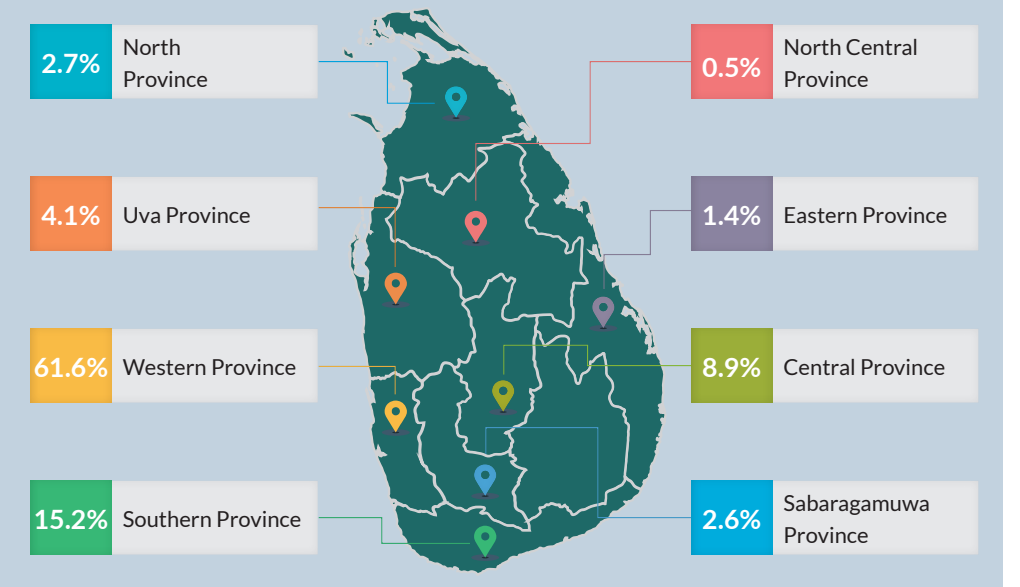 2.7%
North
Province
0.5%
North Central
Province
4.1%
Uva Province
1.4%
Eastern Province
61.6%
Western Province
8.9%
Central Province
15.2%
Southern Province
2.6%
Sabaragamuwa
Province